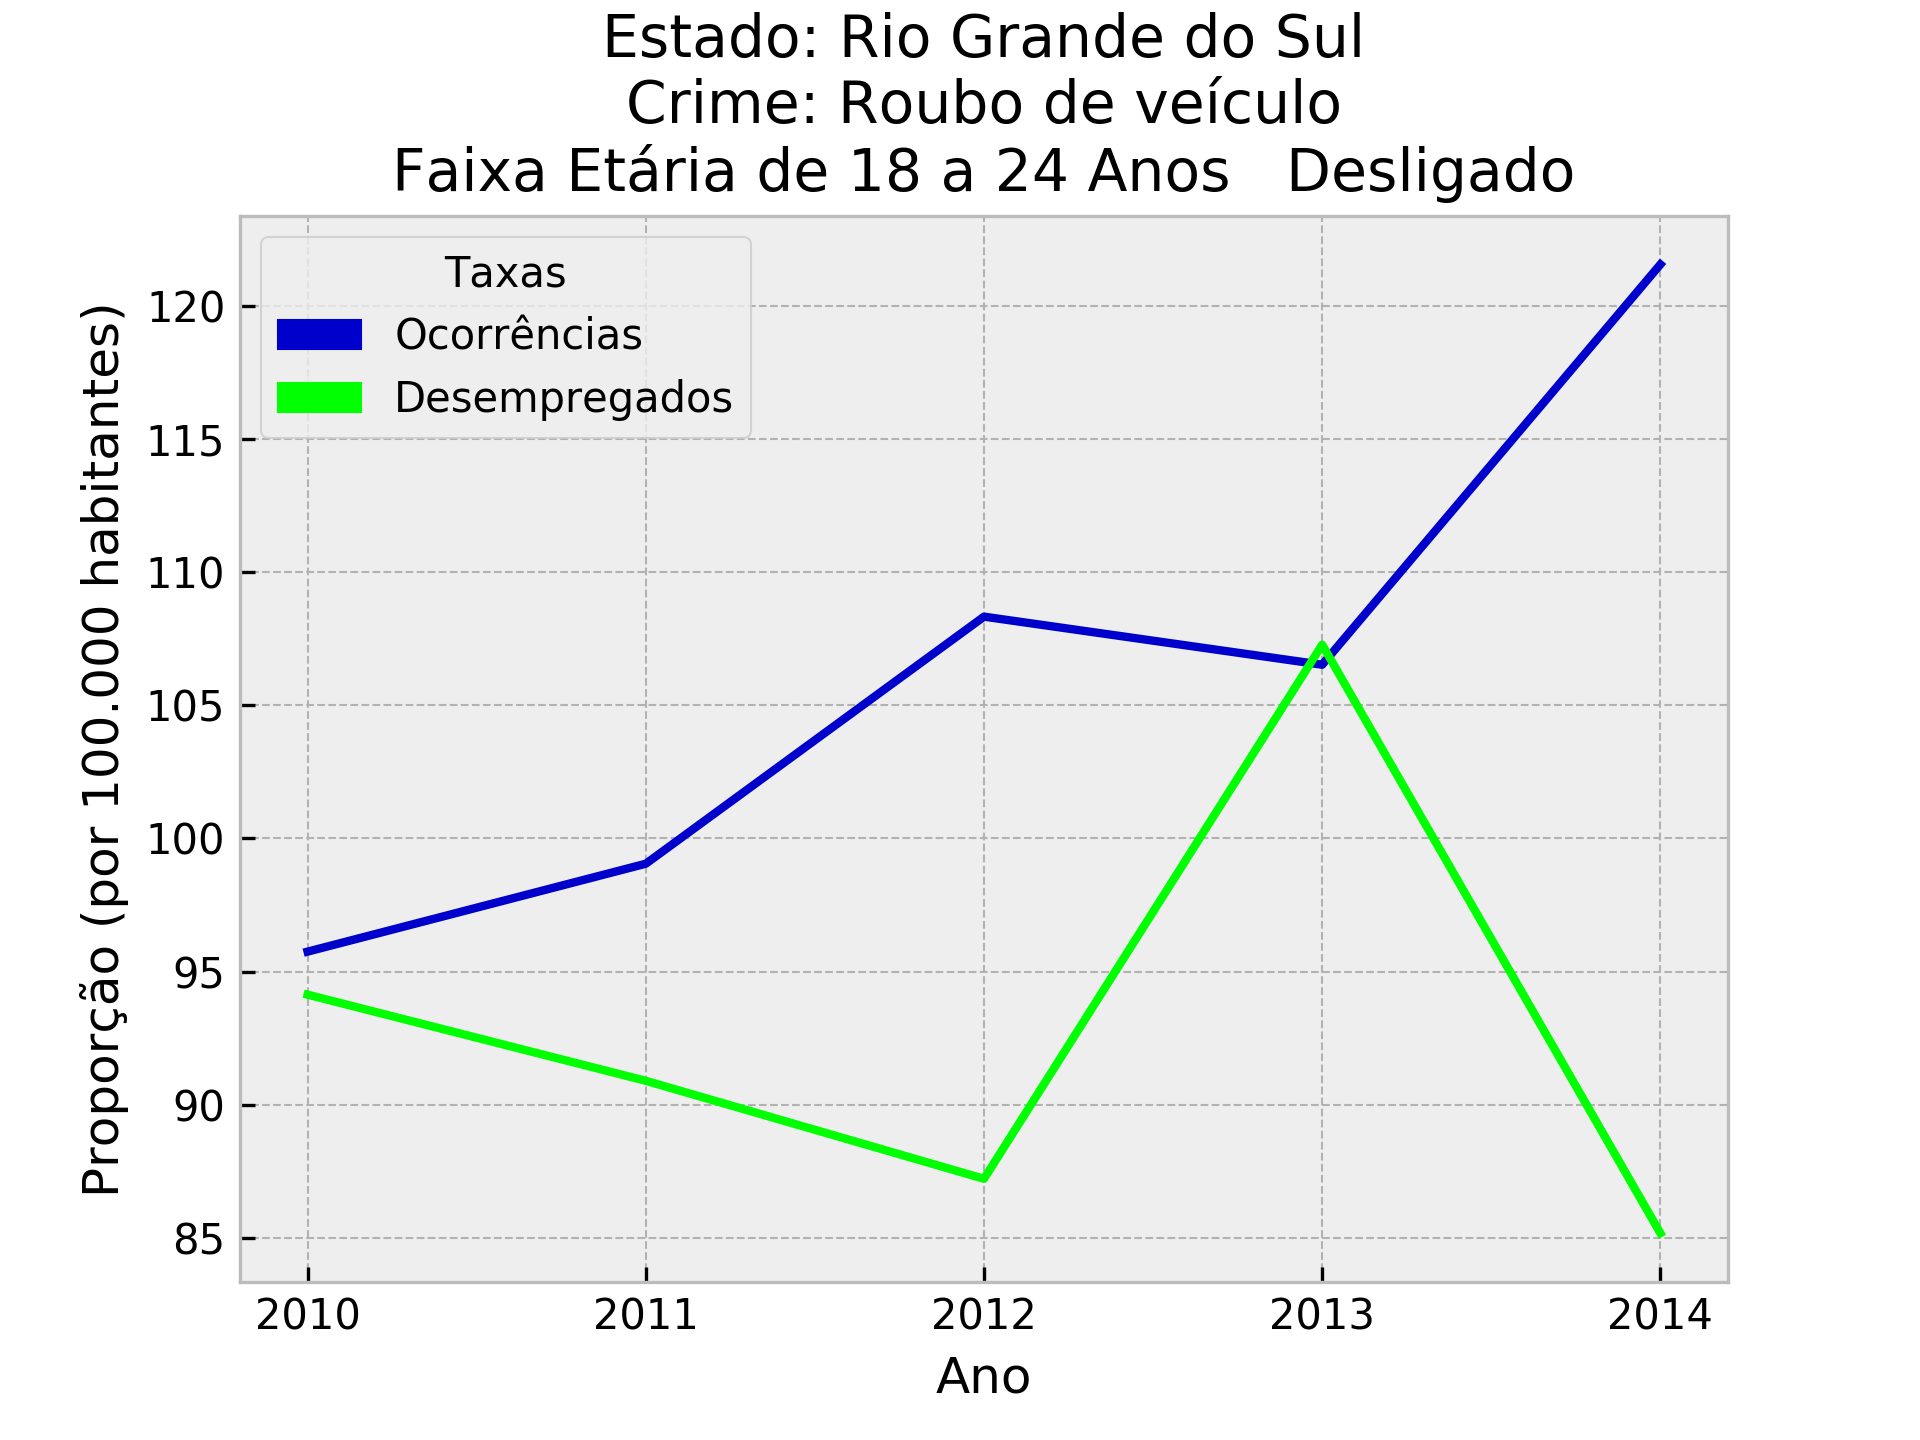 Estado: Rio Grande do Sul
Crime: Roubo de veículo
Faixa Etária de 18 a 24 Anos   Desligado
Taxas
Ocorrências
Desempregados
Proporção (por 100.000 habitantes)
120
115
110
105
100
95
90
85
2010 2011 2012 2013 2014
Ano